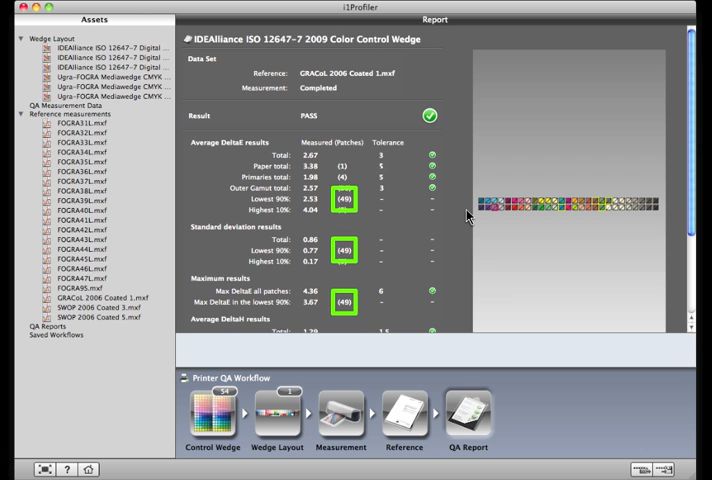 i1Profiler
Assets
Report
Wedge Layout
IDEAlliance ISO 12647-7 Digital ...
IDEAlliance ISO 12647-7 Digital ...
IDEAlliance ISO 12647-7 Digital ...
Ugra-FOGRA Mediawedge CMYK ...
Ugra-FOGRA Mediawedge CMYK ...
Ugra-FOGRA Mediawedge CMYK ...
QA Measurement Data
Reference measurements
FOGRA31L.mxf
FOGRA32L.mxf
FOGRA33L.mxf
FOGRA34L.mxf
FOGRA35L.mxf
FOGRA36L.mxf
FOGRA37L.mxf
FOGRA38L.mxf
FOGRA39L.mxf
FOGRA40L.mxf
FOGRA41L.mxf
FOGRA42L.mxf
FOGRA43L.mxf
FOGRA44L.mxf
FOGRA45L.mxf
FOGRA46L.mxf
FOGRA47L.mxf
FOGRA95.mxf
GRACoL 2006 Coated 1.mxf
SWOP 2006 Coated 3.mxf
SWOP 2006 Coated 5.mxf
QA Reports
Saved Workflows
IDEAlliance ISO 12647-7 2009 Color Control Wedge
Data Set
Reference: GRACoL 2006 Coated 1.mxf
Measurement: Completed
Result PASS
Average DeltaE results Measured (Patches) Tolerance
Total: 2.67 3
Paper total: 3.38 (1) 5
Primaries total: 1.98 (4) 5
Outer Gamut total: 2.57 3
Lowest 90%: 2.53 (49) - -
Highest 10%: 4.04 - -
Standard deviation results
Total: 0.86 - -
Lowest 90%: 0.77 (49) - -
Highest 10%: 0.17 - -
Maximum results
Max DeltaE all patches: 4.36 6
Max DeltaE in the lowest 90%: 3.67 (49) - -
Average DeltaH results
Total: 1.29 1.5
Printer QA Workflow
54
1
Control Wedge
Wedge Layout
Measurement
Reference
QA Report
?